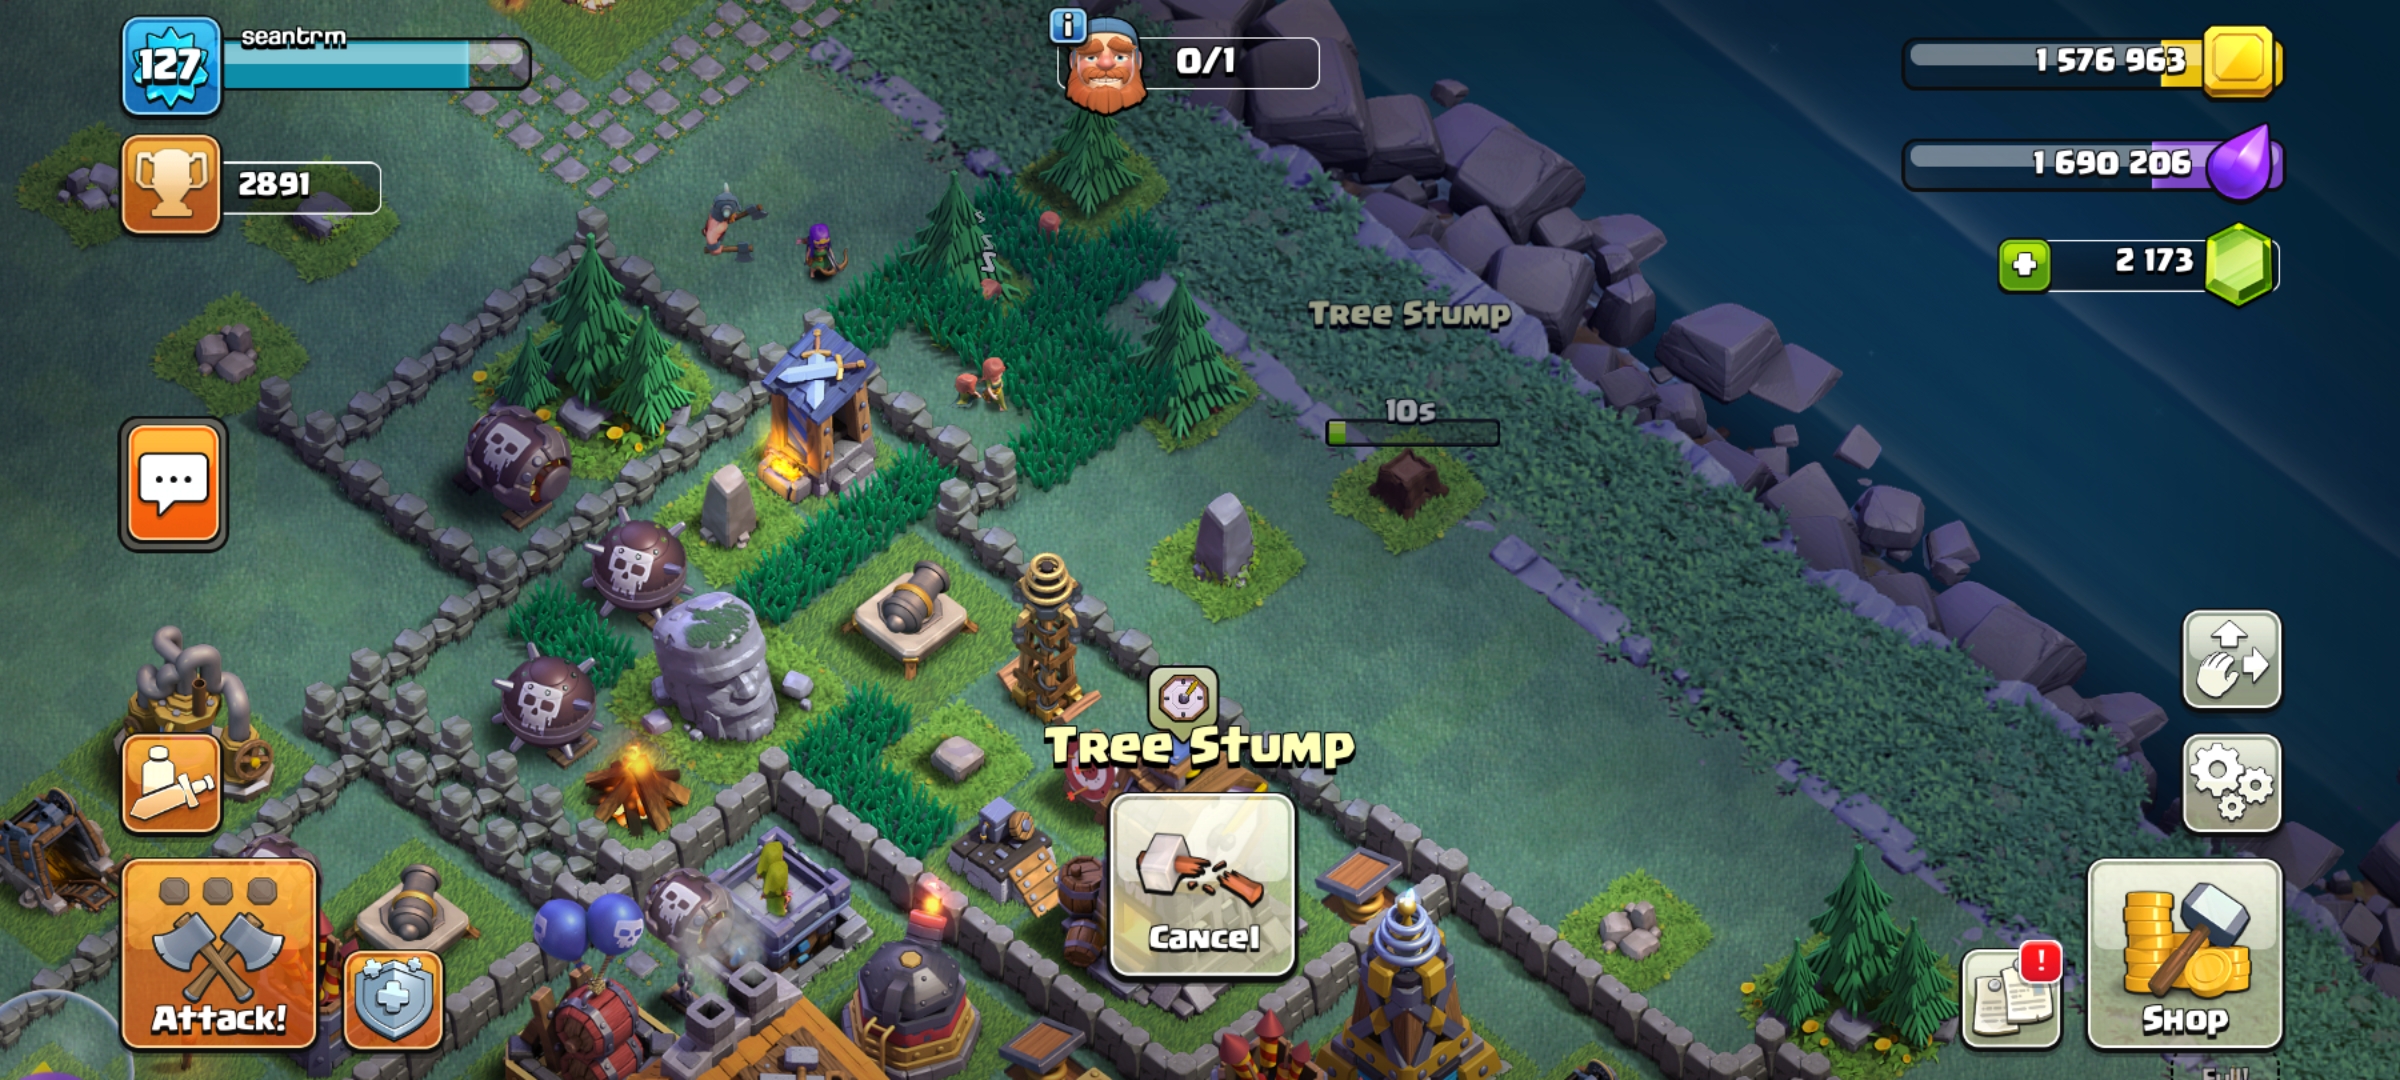 127
seantrm
0/1
1 576 963
2891
1 690 206
2 173
Tree Stump
10s
Tree Stump
Cancel
Attack!
!
Shop
Full!